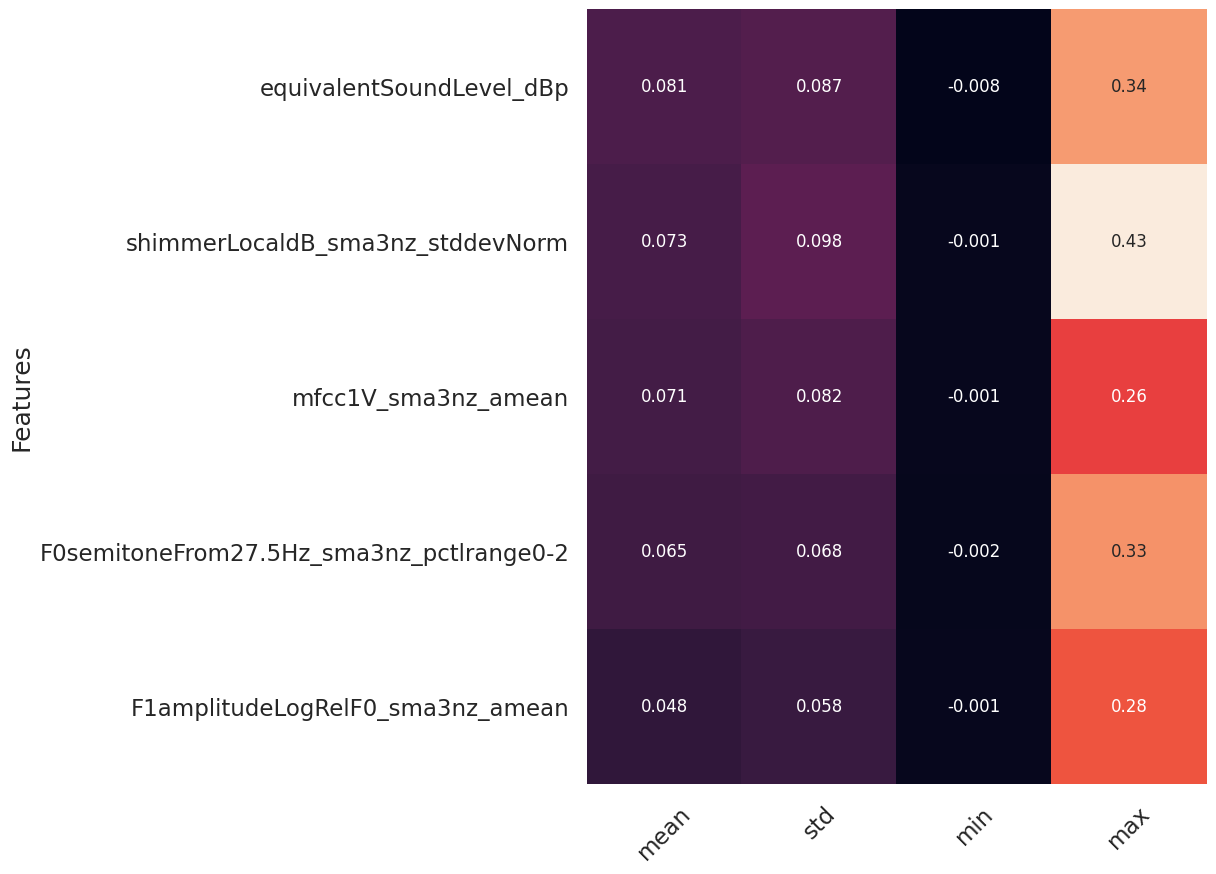 Features
equivalentSoundLevel_dBp 0.081 0.087 -0.008 0.34
shimmerLocaldB_sma3nz_stddevNorm 0.073 0.098 -0.001 0.43
mfcc1V_sma3nz_amean 0.071 0.082 -0.001 0.26
F0semitoneFrom27.5Hz_sma3nz_pctlrange0-2 0.065 0.068 -0.002 0.33
F1amplitudeLogRelF0_sma3nz_amean 0.048 0.058 -0.001 0.28
mean std min max